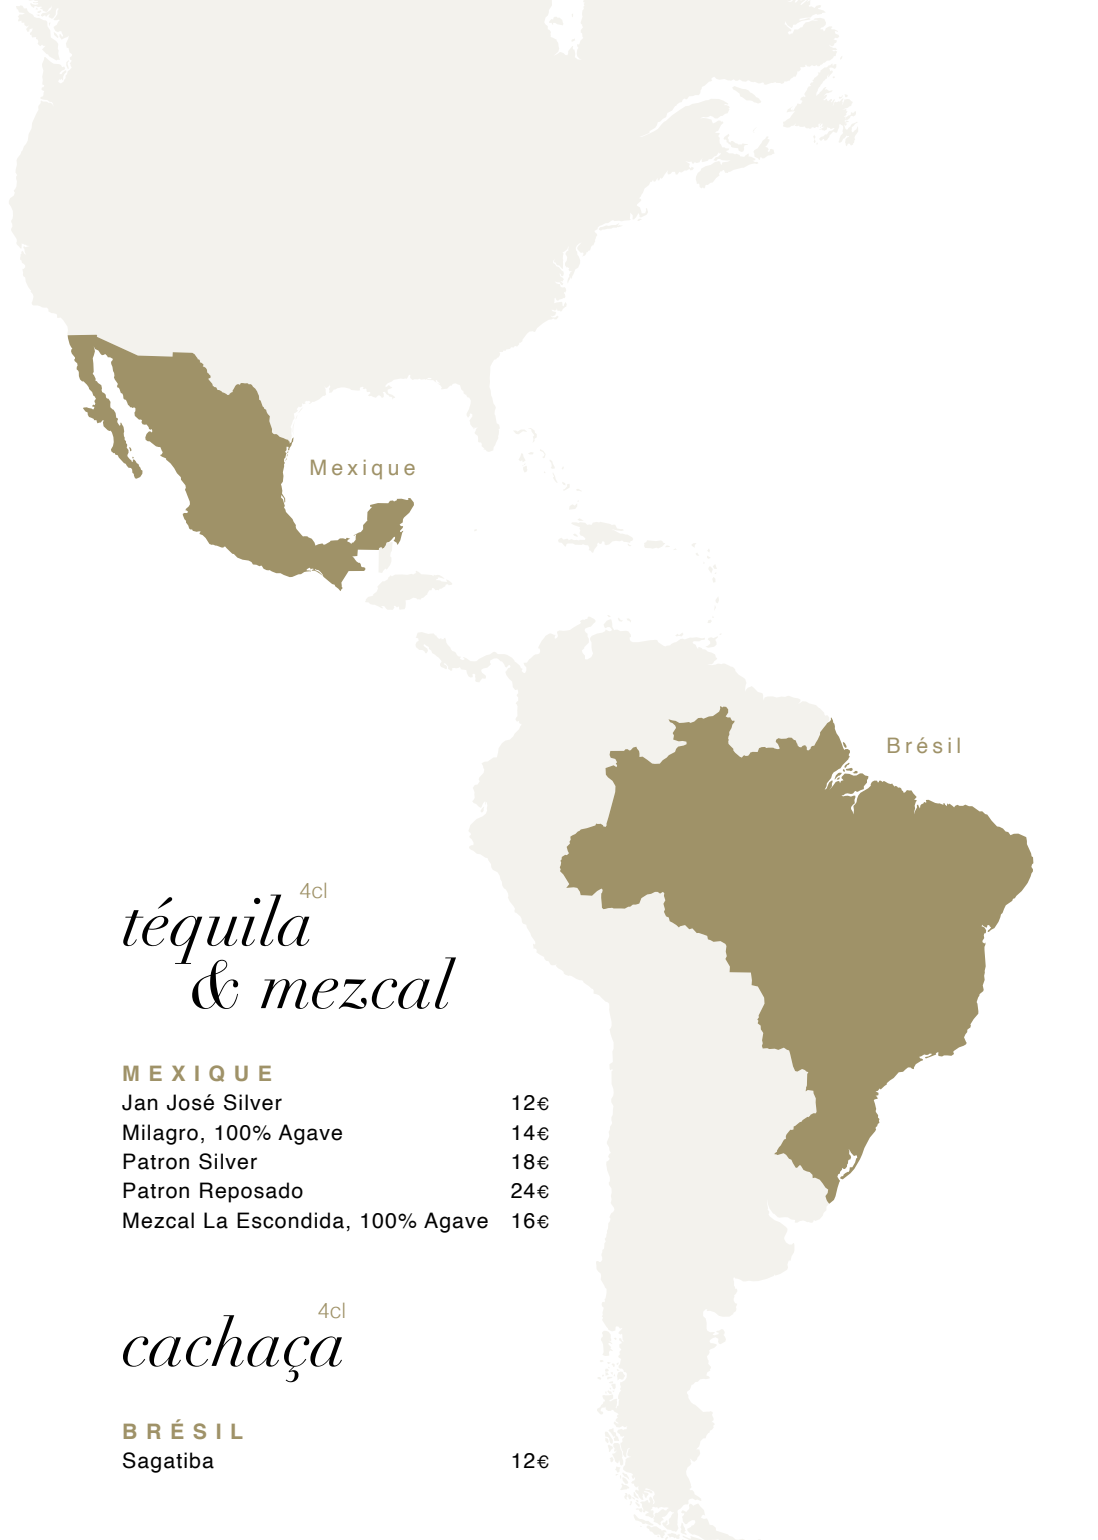 Mexique
Brésil
4cl
téquila
& mezcal
MEXIQUE
Jan José Silver 12€
Milagro, 100% Agave 14€
Patron Silver 18€
Patron Reposado 24€
Mezcal La Escondida, 100% Agave 16€
4cl
cachaça
BRÉSIL
Sagatiba 12€